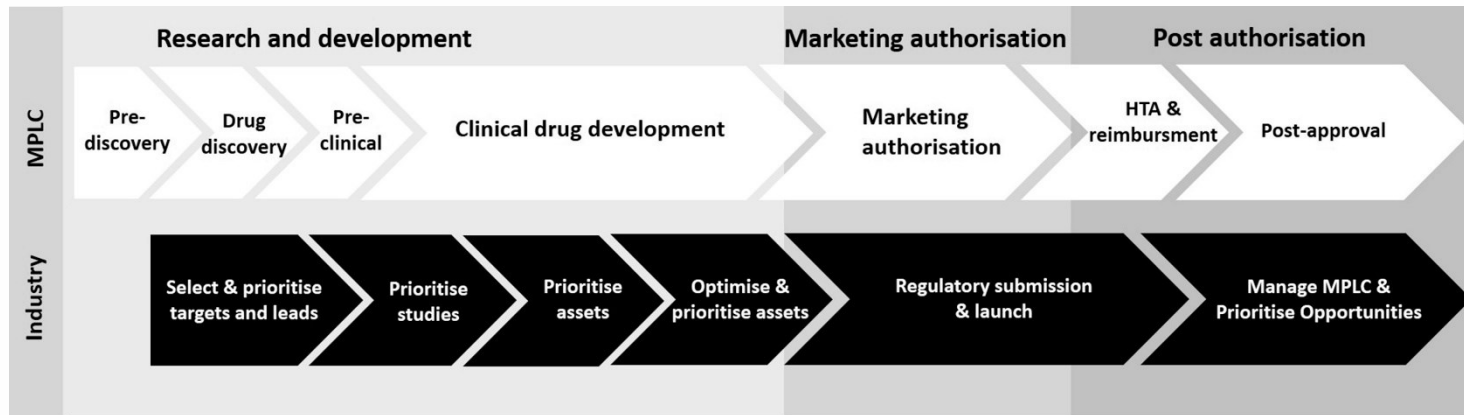 Research and development
Marketing authorisation
Post authorisation
MPLC
Pre-
discovery
Drug
discovery
Pre-
clinical
Clinical drug development
Marketing
authorisation
HTA &
reimbursment
Post-approval
Industry
Select & prioritise
targets and leads
Prioritise
studies
Prioritise
assets
Optimise &
prioritise assets
Regulatory submission
& launch
Manage MPLC &
Prioritise Opportunities